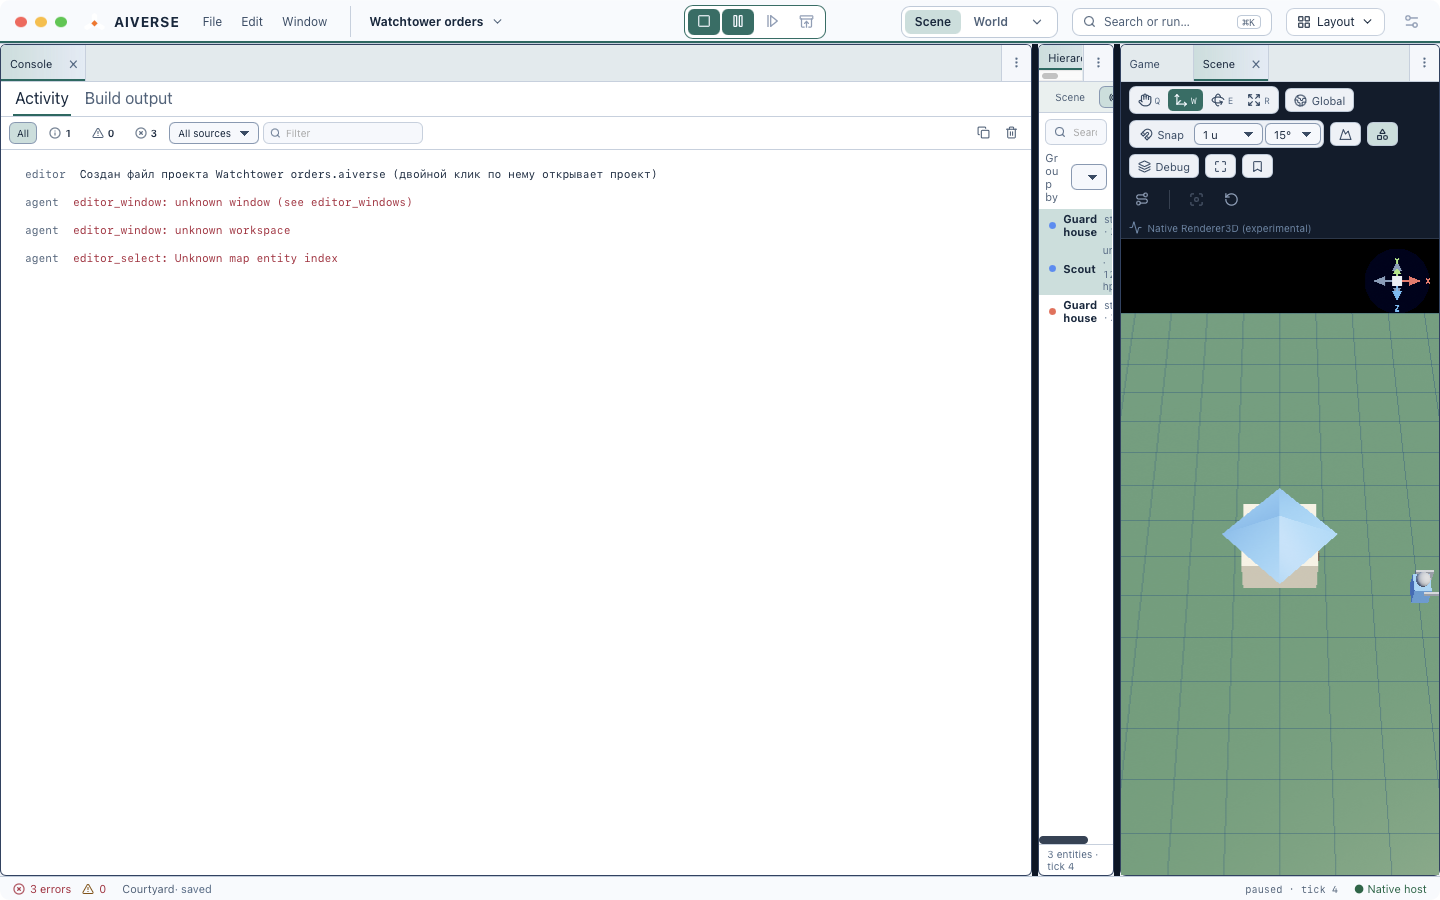 AIVERSE File Edit Window Watchtower orders Scene World Search or run... ⌘K Layout
Console
Activity Build output
All 1 0 3 All sources Filter
editor Создан файл проекта Watchtower orders.aiverse (двойной клик по нему открывает проект)
agent editor_window: unknown window (see editor_windows)
agent editor_window: unknown workspace
agent editor_select: Unknown map entity index
Scene
Gr
ou
p
by
Guard
house
Scout
Guard
house
3 entities ·
tick 4
Game Scene
Q W E R Global
Snap 1 u 15°
Debug
Native Renderer3D (experimental)
Y
X
Z
3 errors 0 Courtyard· saved paused · tick 4 Native host